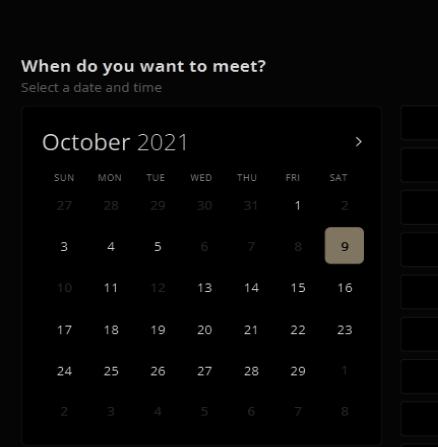 When do you want to meet?
Select a date and time
October 2021 >
SUN MON TUE WED THU FRI SAT
27 28 29 30 31 1 2
3 4 5 6 7 8 9
10 11 12 13 14 15 16
17 18 19 20 21 22 23
24 25 26 27 28 29 1
2 3 4 5 6 7 8